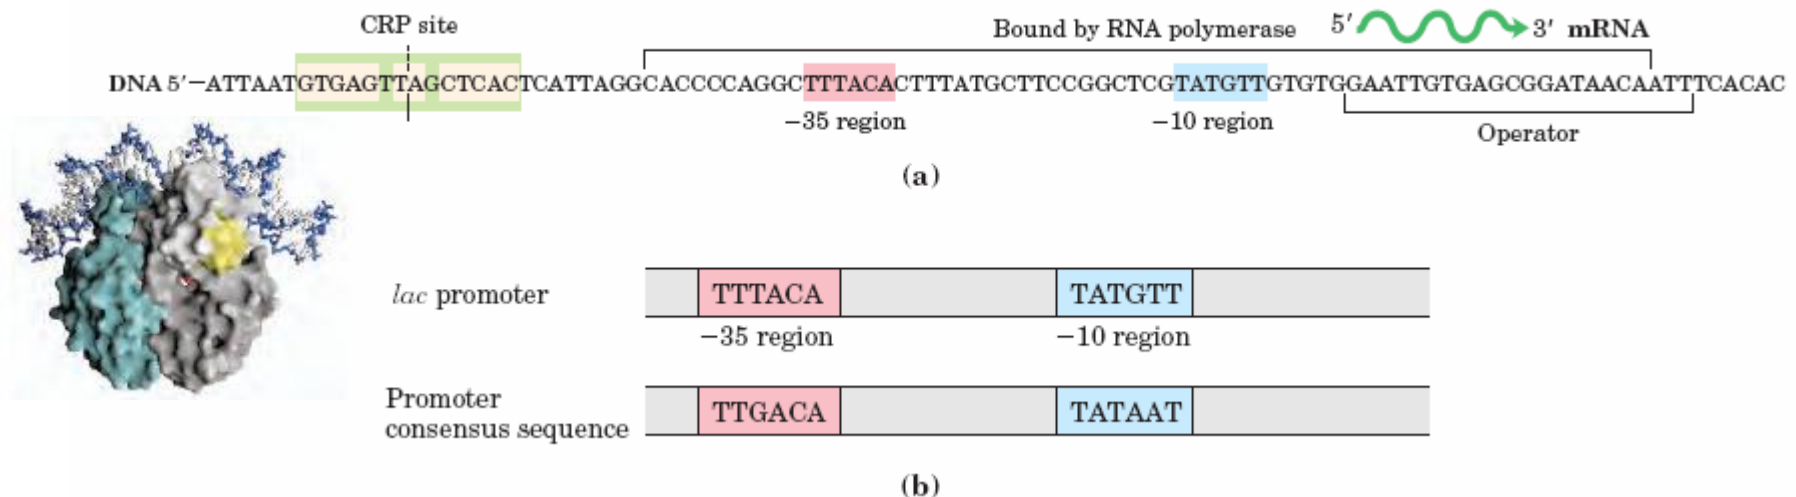 CRP site
Bound by RNA polymerase 5′ 3′ mRNA
DNA 5′–ATTAATGTGAGTTAGCTCACTCATTAGGCACCCCAGGCTTTACACTTTATGCTTCCGGCTCGTATGTTGTGTGGAATTGTGAGCGGATAACAATTTCACAC
−35 region
−10 region
Operator
(a)
lac promoter
TTTACA
TATGTT
−35 region
−10 region
Promoter
consensus sequence
TTGACA
TATAAT
(b)